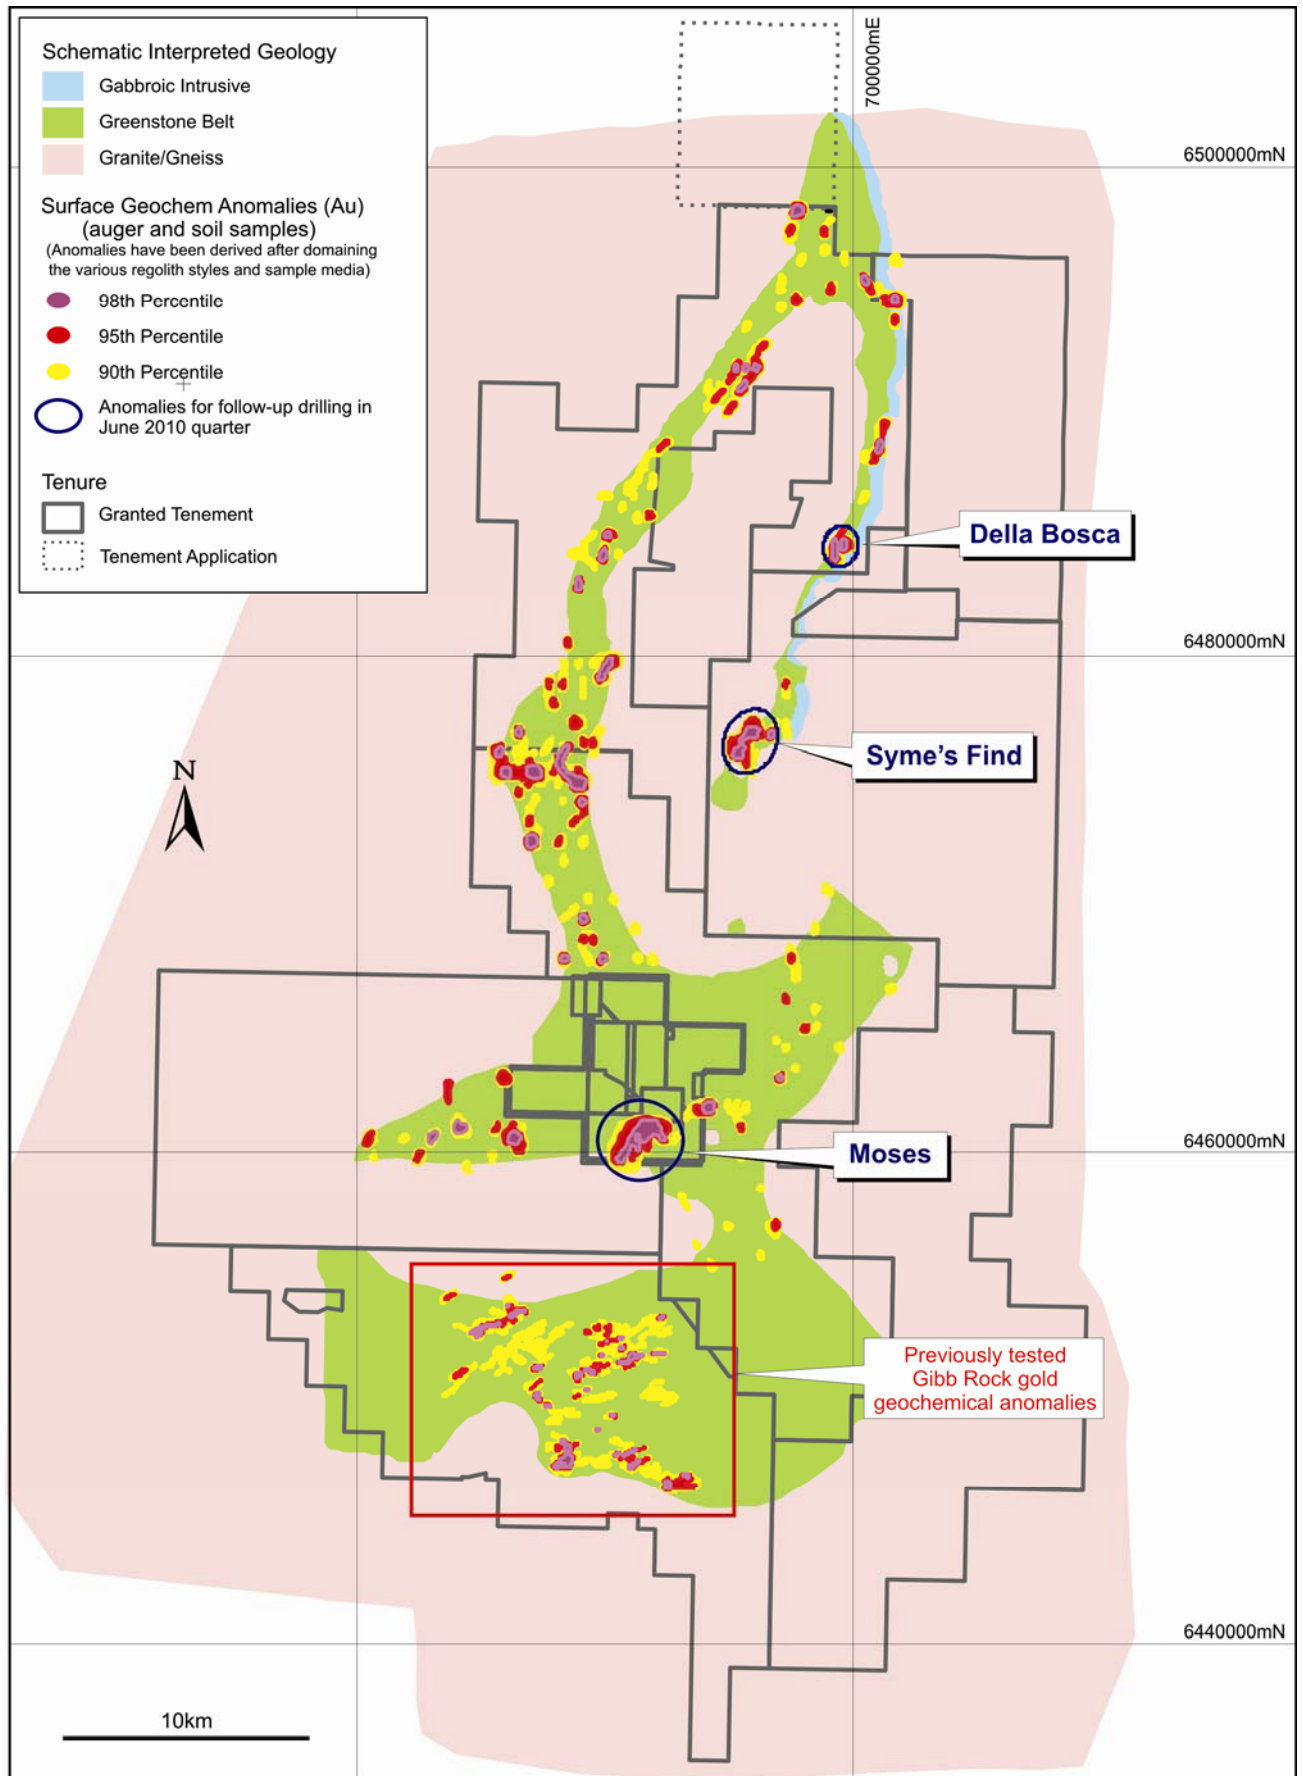 Schematic Interpreted Geology
Gabbroic Intrusive
Greenstone Belt
Granite/Gneiss
Surface Geochem Anomalies (Au)
(auger and soil samples)
(Anomalies have been derived after domaining
the various regolith styles and sample media)
98th Percentile
95th Percentile
90th Percentile
Anomalies for follow-up drilling in
June 2010 quarter
Tenure
Granted Tenement
Tenement Application
700000mE
6500000mN
Della Bosca
6480000mN
Syme's Find
N
6460000mN
Moses
Previously tested
Gibb Rock gold
geochemical anomalies
6440000mN
10km